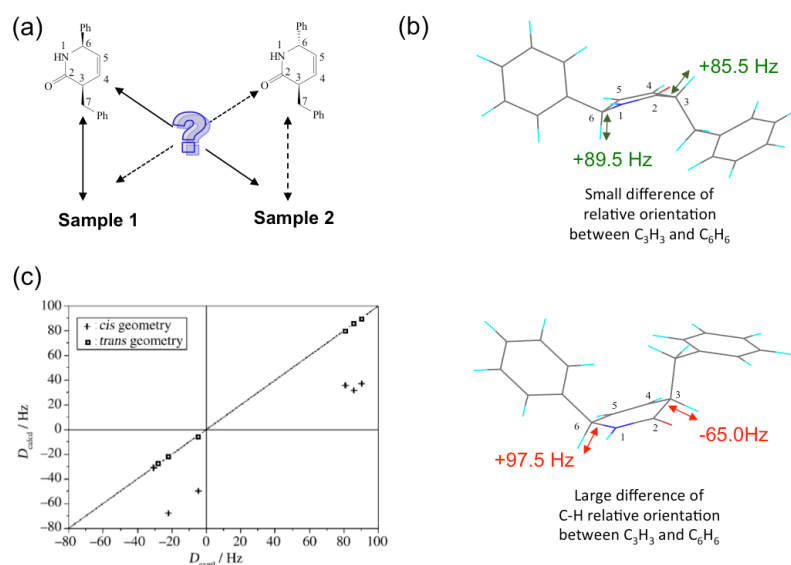 (a)
Ph
HN
1
6
5
2
3
4
O
7
Ph
Ph
HN
1
6
5
2
3
4
O
7
Ph
?
Sample 1
Sample 2
(b)
+85.5 Hz
5
4
3
2
1
6
+89.5 Hz
Small difference of
relative orientation
between C₃H₃ and C₆H₆
5
4
3
2
1
6
+97.5 Hz
-65.0Hz
Large difference of
C-H relative orientation
between C₃H₃ and C₆H₆
(c)
100
80
60
40
20
0
-20
-40
-60
-80
+ : cis geometry
: trans geometry
D calcd / Hz
-80 -60 -40 -20 0 20 40 60 80 100
/ Hz